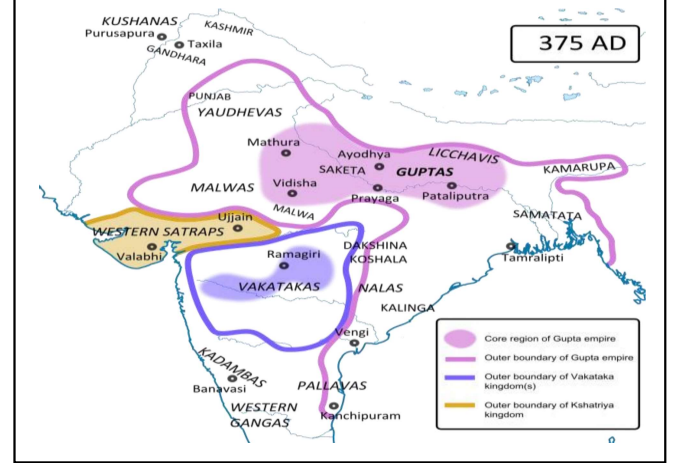 KUSHANAS
Purusapura
KASHMIR
Taxila
GANDHARA
375 AD
PUNJAB
YAUDHEVAS
Mathura
Ayodhya
LICCHAVIS
SAKETA
GUPTAS
KAMARUPA
MALWAS
Vidisha
Prayaga
Pataliputra
MALWA
SAMATATA
Ujjain
WESTERN SATRAPS
Valabhi
DAKSHINA
KOSHALA
Tamralipti
Ramagiri
VAKATAKAS
NALAS
KALINGA
Vengi
KADAMBAS
Banavasi
PALLAVAS
WESTERN
GANGAS
Kanchipuram
Core region of Gupta empire
Outer boundary of Gupta empire
Outer boundary of Vakataka
kingdom(s)
Outer boundary of Kshatriya
kingdom